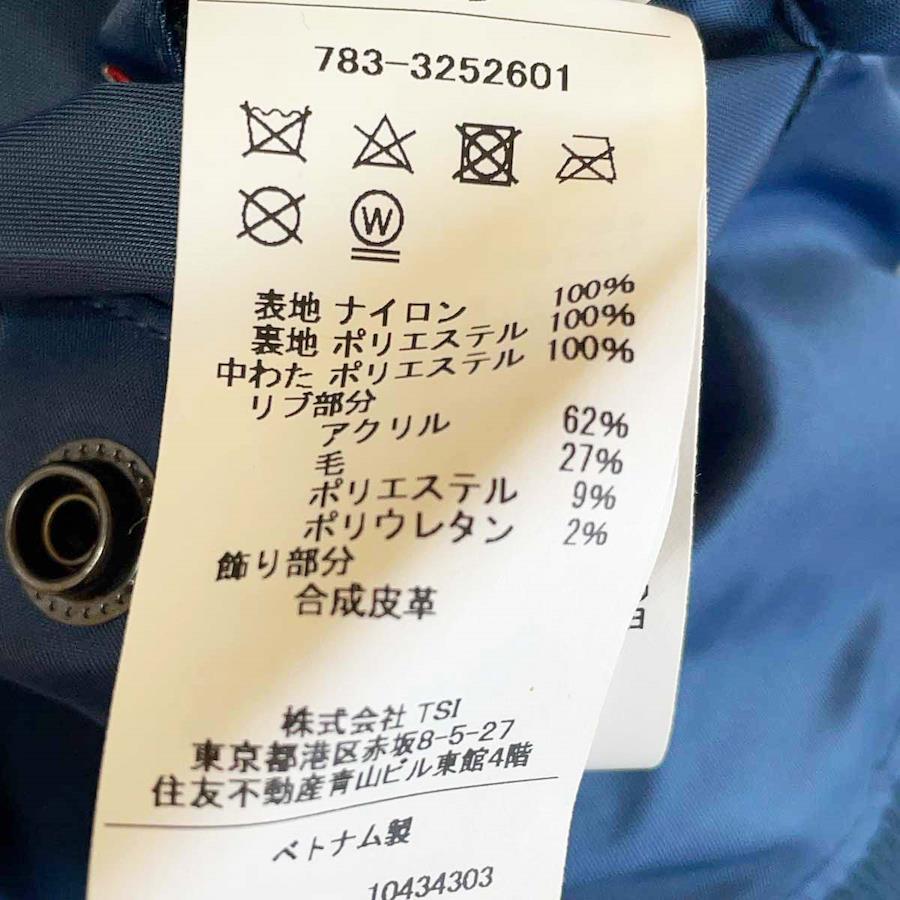 783-3252601
W
表地 ナイロン 100%
裏地 ポリエステル 100%
中わた ポリエステル 100%
リブ部分
アクリル 62%
毛 27%
ポリエステル 9%
ポリウレタン 2%
飾り部分
合成皮革
株式会社 TSI
東京都港区赤坂8-5-27
住友不動産青山ビル東館4階
ベトナム製
10434303